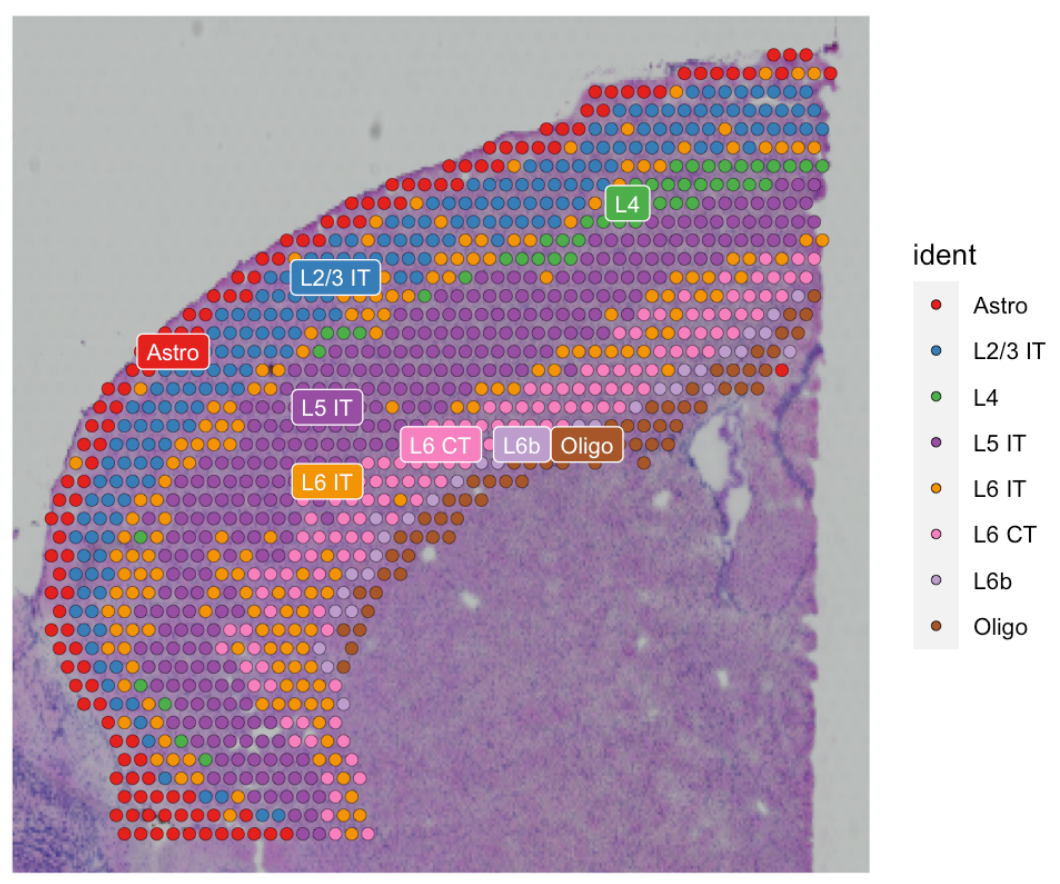 L4
L2/3 IT
Astro
L5 IT
L6 CT
L6b
Oligo
L6 IT
ident
Astro
L2/3 IT
L4
L5 IT
L6 IT
L6 CT
L6b
Oligo